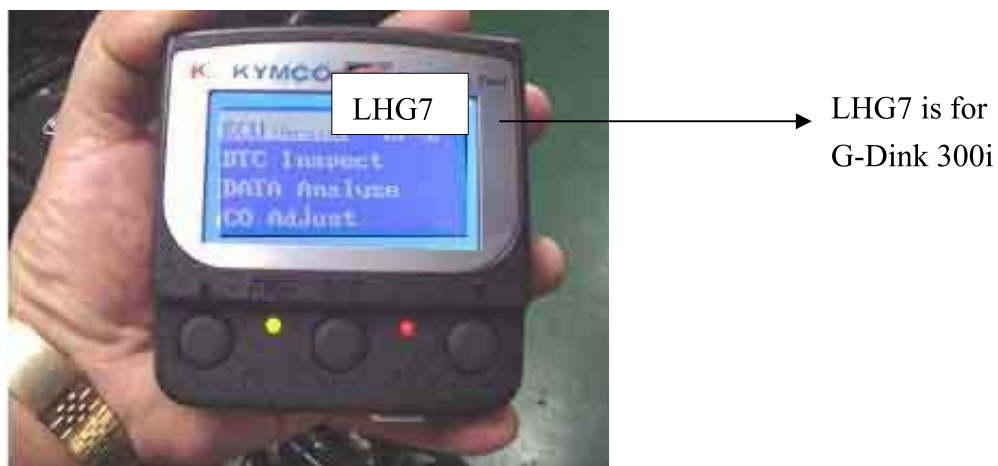 K KYMCO
LHG7
DTC Inspect
DATA Analyze
CO Adjust
LHG7 is for
G-Dink 300i